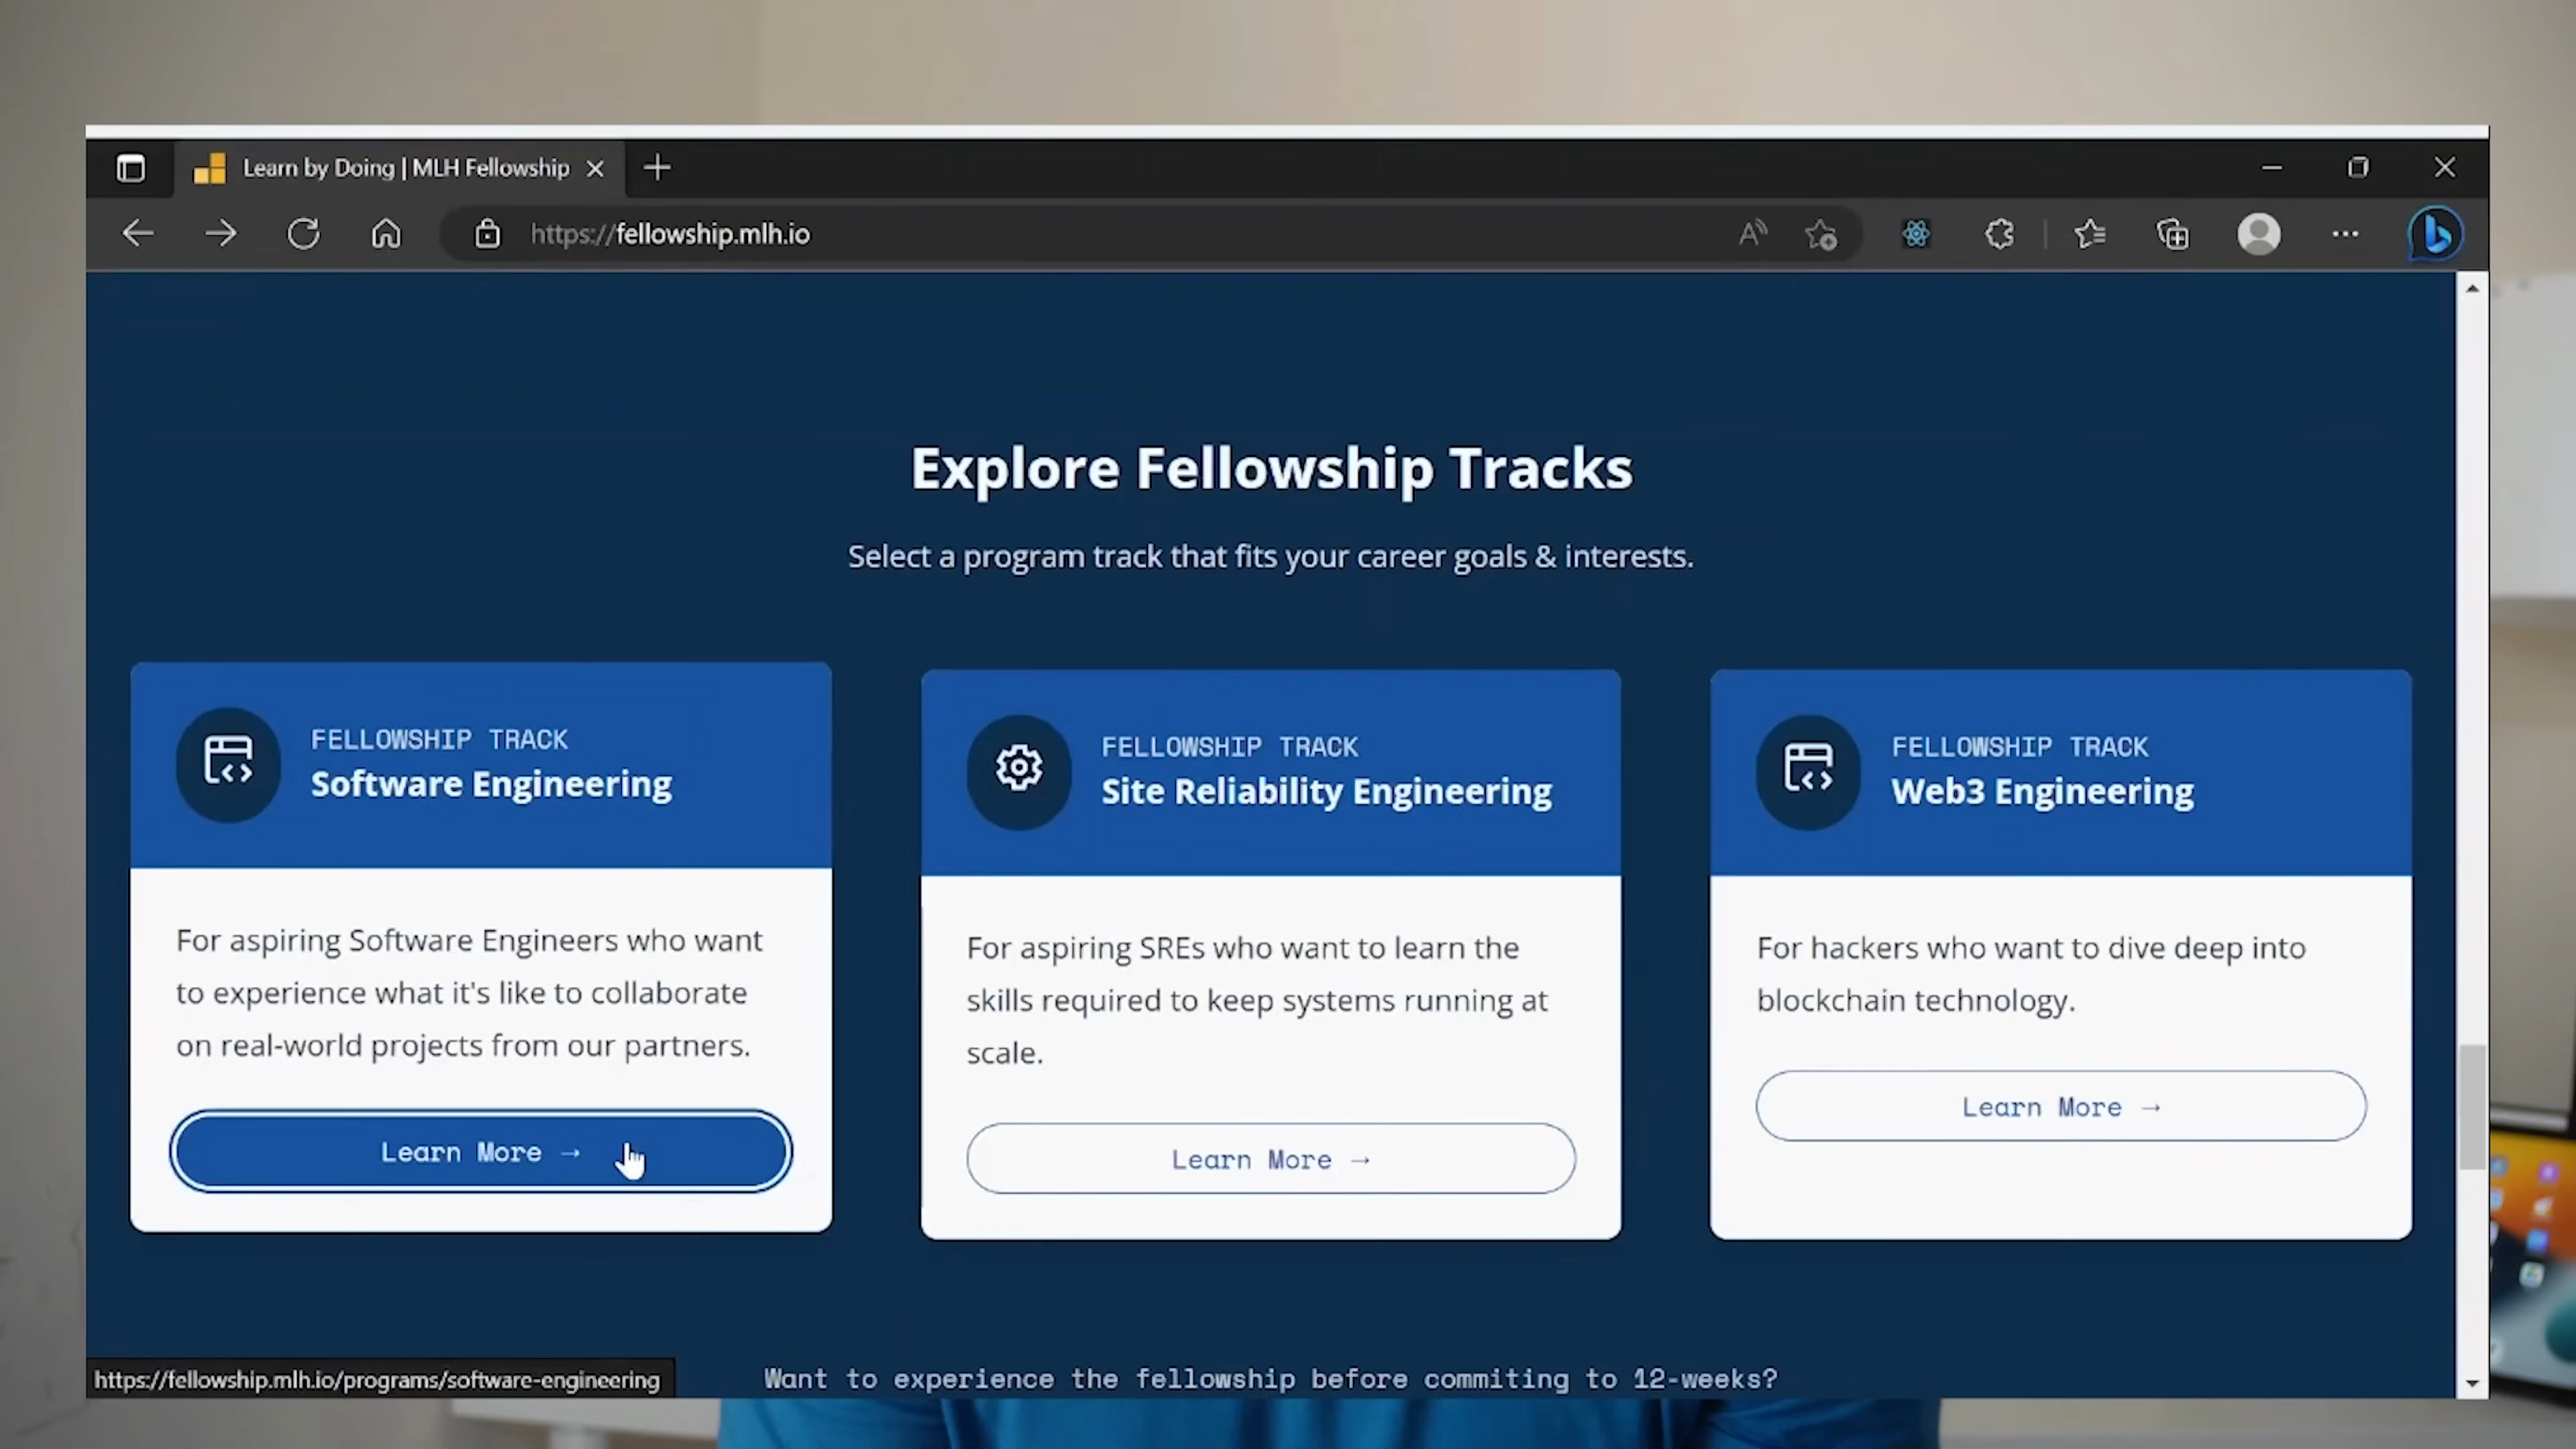 Learn by Doing | MLH Fellowship
https://fellowship.mlh.io
Explore Fellowship Tracks
Select a program track that fits your career goals & interests.
FELLOWSHIP TRACK
Software Engineering
For aspiring Software Engineers who want
to experience what it's like to collaborate
on real-world projects from our partners.
Learn More →
FELLOWSHIP TRACK
Site Reliability Engineering
For aspiring SREs who want to learn the
skills required to keep systems running at
scale.
Learn More →
FELLOWSHIP TRACK
Web3 Engineering
For hackers who want to dive deep into
blockchain technology.
Learn More →
Want to experience the fellowship before commiting to 12-weeks?
https://fellowship.mlh.io/programs/software-engineering